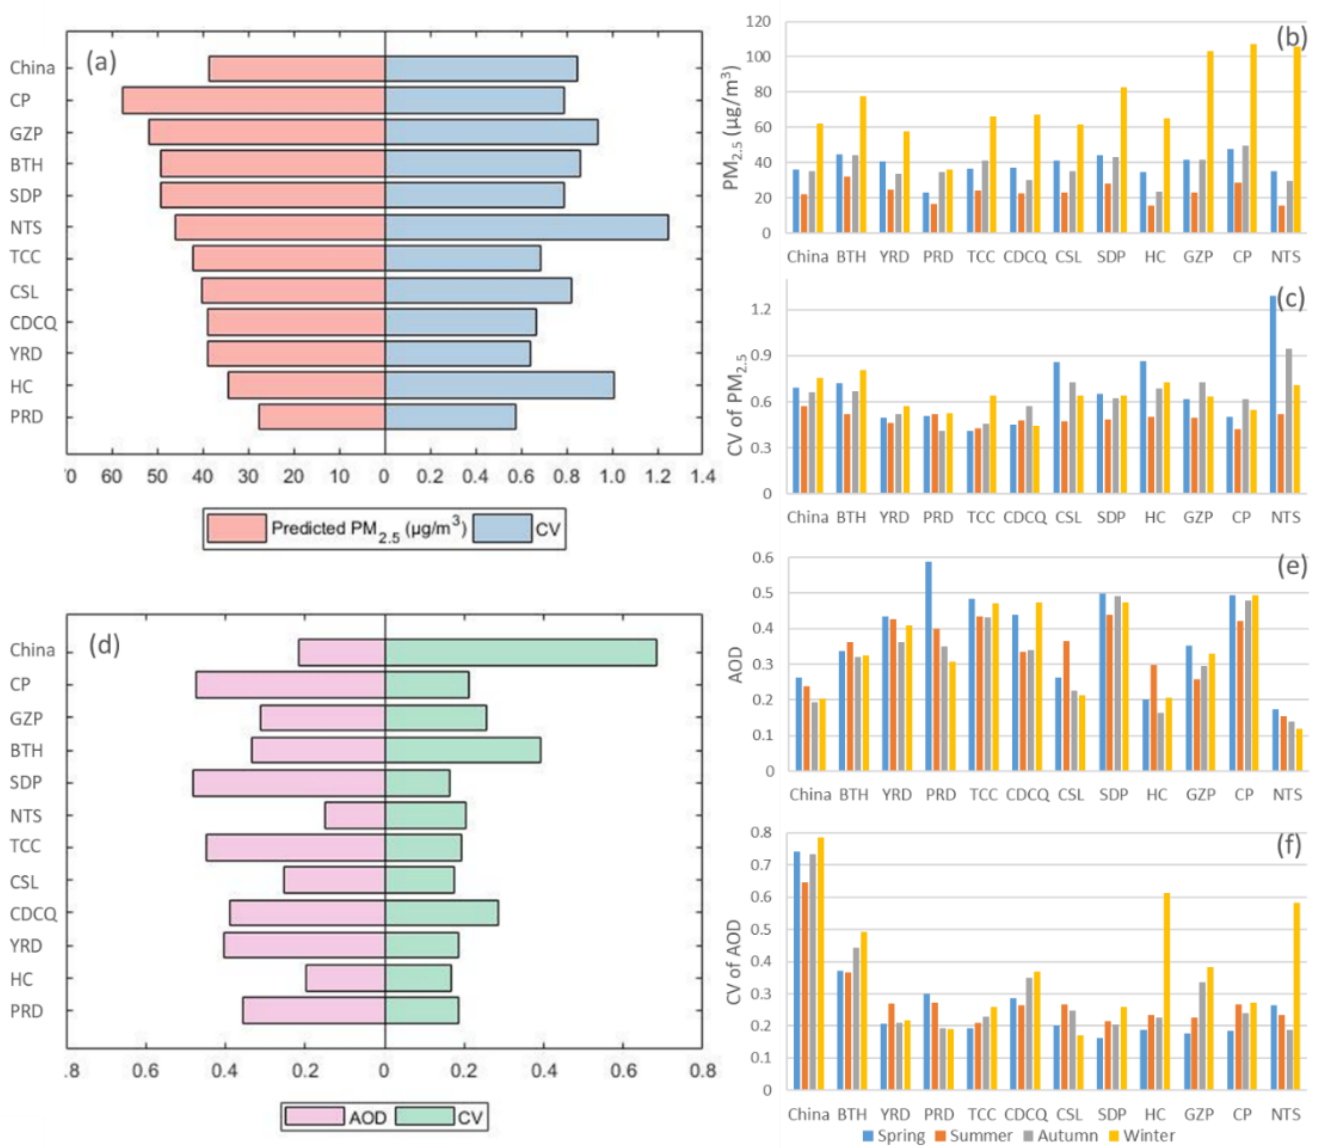 (a)
China
CP
GZP
BTH
SDP
NTS
TCC
CSL
CDCQ
YRD
HC
PRD
0 60 50 40 30 20 10 0 0.2 0.4 0.6 0.8 1.0 1.2 1.4
Predicted PM2.5 (μg/m3) CV
(b)
PM2.5 (μg/m3)
120
100
80
60
40
20
0
China BTH YRD PRD TCC CDCQ CSL SDP HC GZP CP NTS
(c)
CV of PM2.5
1.2
0.9
0.6
0.3
0
China BTH YRD PRD TCC CDCQ CSL SDP HC GZP CP NTS
(d)
China
CP
GZP
BTH
SDP
NTS
TCC
CSL
CDCQ
YRD
HC
PRD
.8 0.6 0.4 0.2 0 0.2 0.4 0.6 0.8
AOD CV
(e)
AOD
0.6
0.5
0.4
0.3
0.2
0.1
0
China BTH YRD PRD TCC CDCQ CSL SDP HC GZP CP NTS
(f)
CV of AOD
0.8
0.7
0.6
0.5
0.4
0.3
0.2
0.1
0
China BTH YRD PRD TCC CDCQ CSL SDP HC GZP CP NTS
Spring Summer Autumn Winter